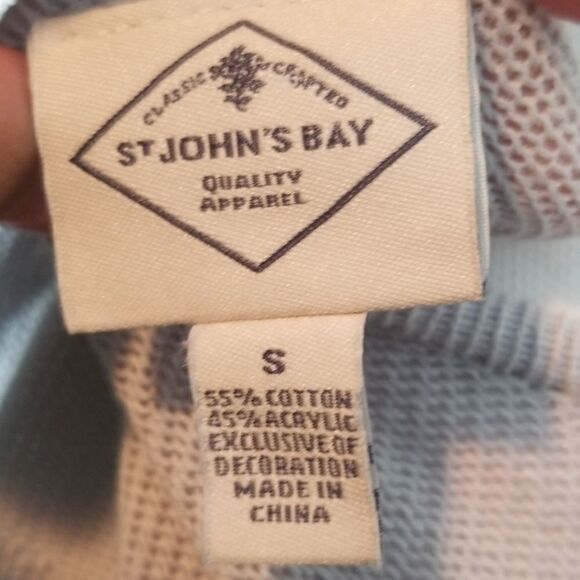 CLASSIC & CRAFTED
ST JOHN'S BAY
QUALITY
APPAREL
S
55% COTTON
45% ACRYLIC
EXCLUSIVE OF
DECORATION
MADE IN
CHINA